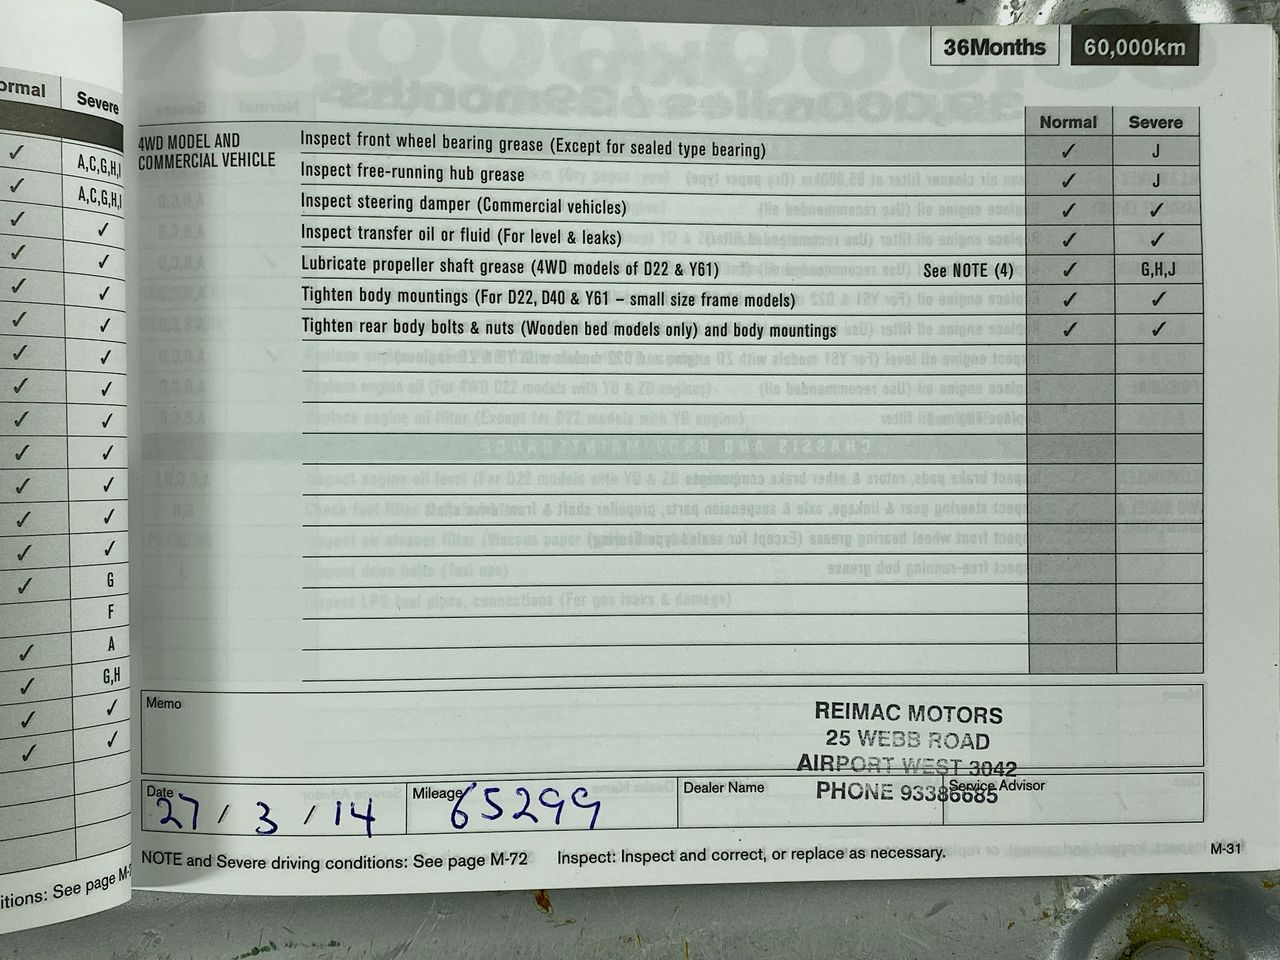 36Months 60,000km
ormal Severe
✓ A,C,G,H,I
✓ A,C,G,H,I
✓ ✓
✓ ✓
✓ ✓
✓ ✓
✓ ✓
✓ ✓
✓ ✓
✓ ✓
✓ ✓
✓ ✓
✓ ✓
✓ G
F
✓ A
✓ G,H
✓ ✓
✓ ✓
itions: See page M-
Normal Severe
4WD MODEL AND
COMMERCIAL VEHICLE
Inspect front wheel bearing grease (Except for sealed type bearing) ✓ J
Inspect free-running hub grease ✓ J
Inspect steering damper (Commercial vehicles) ✓ ✓
Inspect transfer oil or fluid (For level & leaks) ✓ ✓
Lubricate propeller shaft grease (4WD models of D22 & Y61) See NOTE (4) ✓ G,H,J
Tighten body mountings (For D22, D40 & Y61 – small size frame models) ✓ ✓
Tighten rear body bolts & nuts (Wooden bed models only) and body mountings ✓ ✓
Memo
REIMAC MOTORS
25 WEBB ROAD
AIRPORT WEST 3042
PHONE 93386685
Date 27 / 3 / 14 Mileage 65299 Dealer Name Service Advisor
NOTE and Severe driving conditions: See page M-72 Inspect: Inspect and correct, or replace as necessary.
M-31